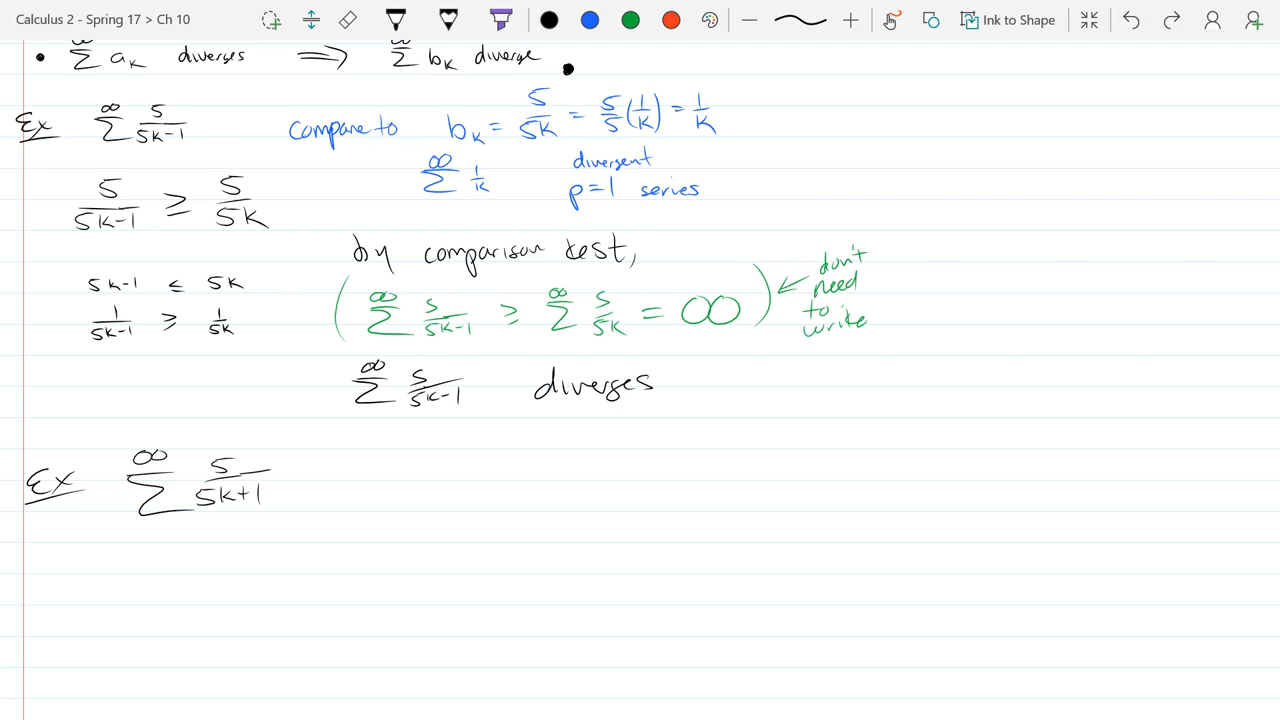 Calculus 2 - Spring 17 > Ch 10
Ink to Shape
• ∞∑ a_K diverges ⟹ ∞∑ b_K diverge
Ex ∞∑ 5/(5K-1) compare to b_K = 5/5K = 5/5 (1/K) = 1/K
∞∑ 1/K divergent p=1 series
5/(5K-1) ≥ 5/5K
by comparison test,
5K-1 ≤ 5K
1/(5K-1) ≥ 1/5K
( ∞∑ 5/(5K-1) ≥ ∞∑ 5/5K = ∞ ) ← don't need to write
∞∑ 5/(5K-1) diverges
Ex ∞∑ 5/(5K+1)